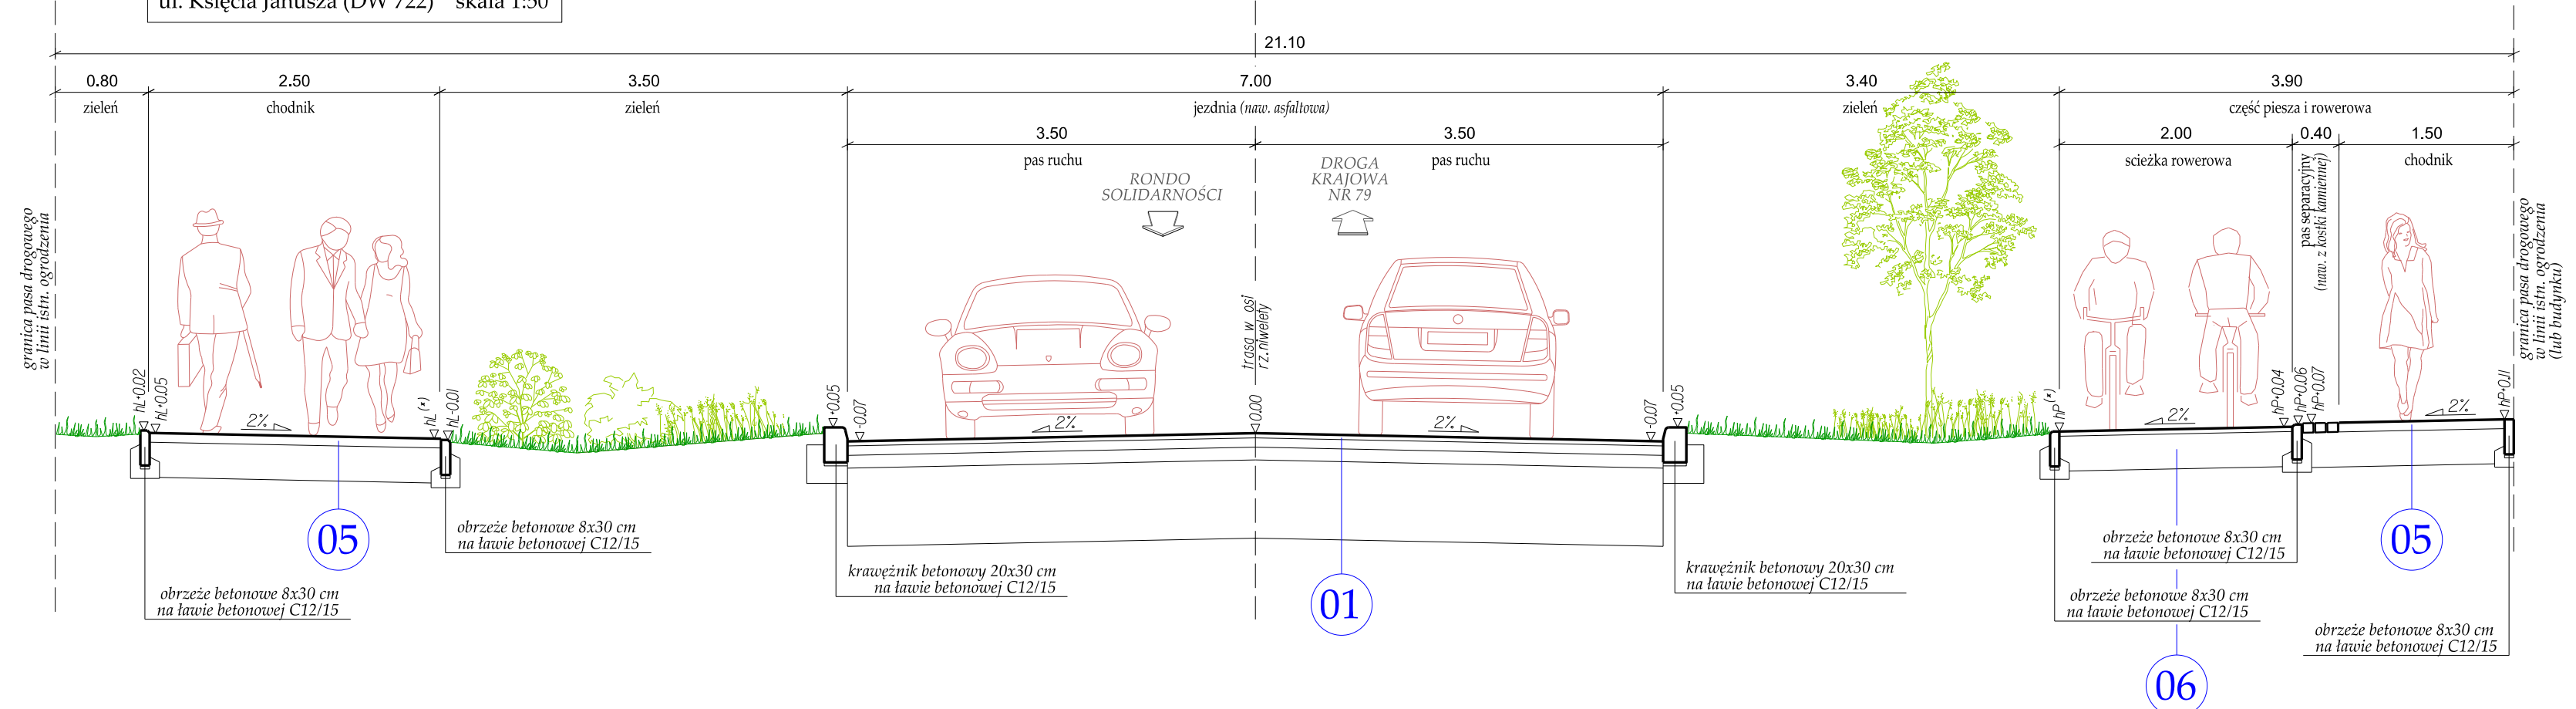 ul. Księcia Janusza (DW 722) skala 1:50
21.10
0.80 2.50 3.50 7.00 3.40 3.90
zieleń chodnik zieleń jezdnia (naw. asfaltowa) zieleń część piesza i rowerowa
3.50 3.50 2.00 0.40 1.50
pas ruchu pas ruchu scieżka rowerowa chodnik
pas separacyjny
(naw. z kostki kamiennej)
RONDO
SOLIDARNOŚCI
DROGA
KRAJOWA
NR 79
granica pasa drogowego
w linii istn. ogrodzenia
trasa w osi
rz.niwelety
granica pasa drogowego
w linii istn. ogrodzenia
(lub budynku)
hL+0.02
hL+0.05
2%
hL(x)
hL-0.01
+0.05
-0.07
2%
0.00
2%
-0.07
+0.05
hP(x)
2%
hP+0.04
hP+0.06
hP+0.07
2%
hP+0.11
05
obrzeże betonowe 8x30 cm
na ławie betonowej C12/15
obrzeże betonowe 8x30 cm
na ławie betonowej C12/15
krawężnik betonowy 20x30 cm
na ławie betonowej C12/15
01
krawężnik betonowy 20x30 cm
na ławie betonowej C12/15
obrzeże betonowe 8x30 cm
na ławie betonowej C12/15
05
obrzeże betonowe 8x30 cm
na ławie betonowej C12/15
obrzeże betonowe 8x30 cm
na ławie betonowej C12/15
06